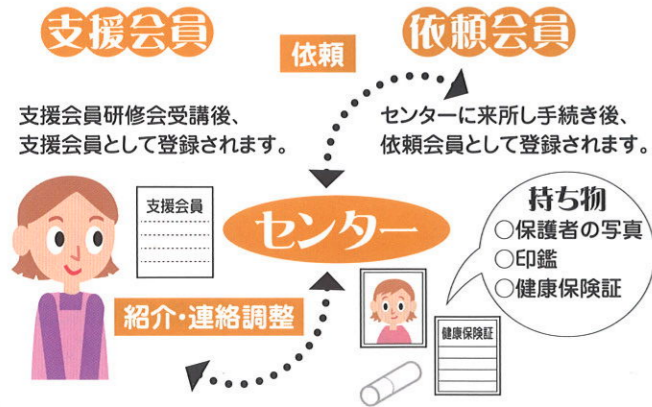 支援会員
依頼
依頼会員
支援会員研修会受講後、
支援会員として登録されます。
センターに来所し手続き後、
依頼会員として登録されます。
支援会員
センター
持ち物
○保護者の写真
○印鑑
○健康保険証
紹介・連絡調整
健康保険証